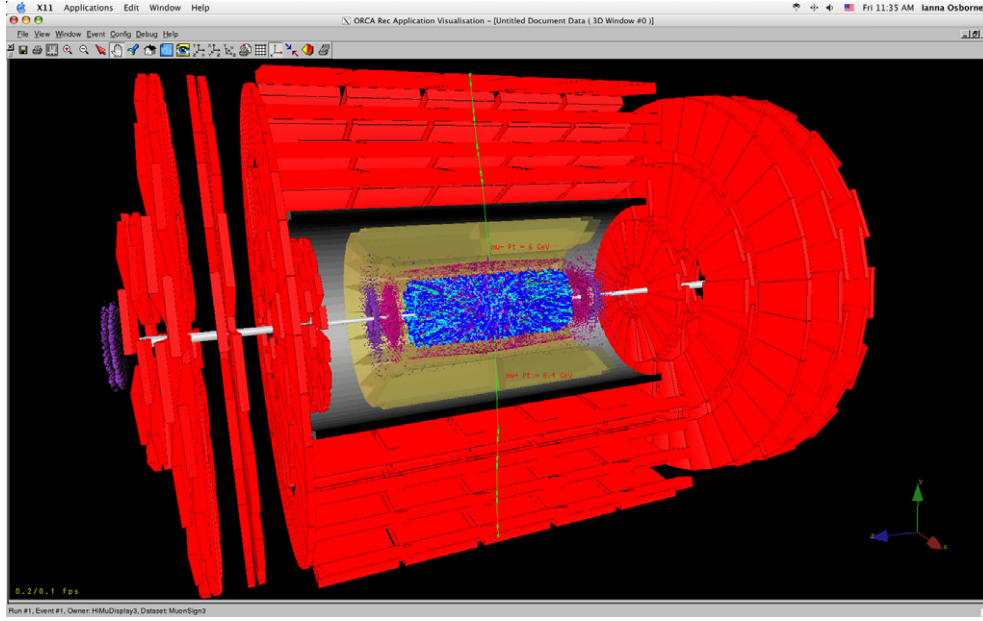 X11 Applications Edit Window Help Fri 11:35 AM Ianna Osborne
ORCA Rec Application Visualisation - [Untitled Document Data ( 3D Window #0 )]
File View Window Event Config Debug Help
mu- Pt = 6 GeV
mu- Pt = 6.4 GeV
Y
Z
X
0.2/0.1 fps
Run #1, Event #1, Owner: HiMuDisplay3, Dataset: MuonSign3